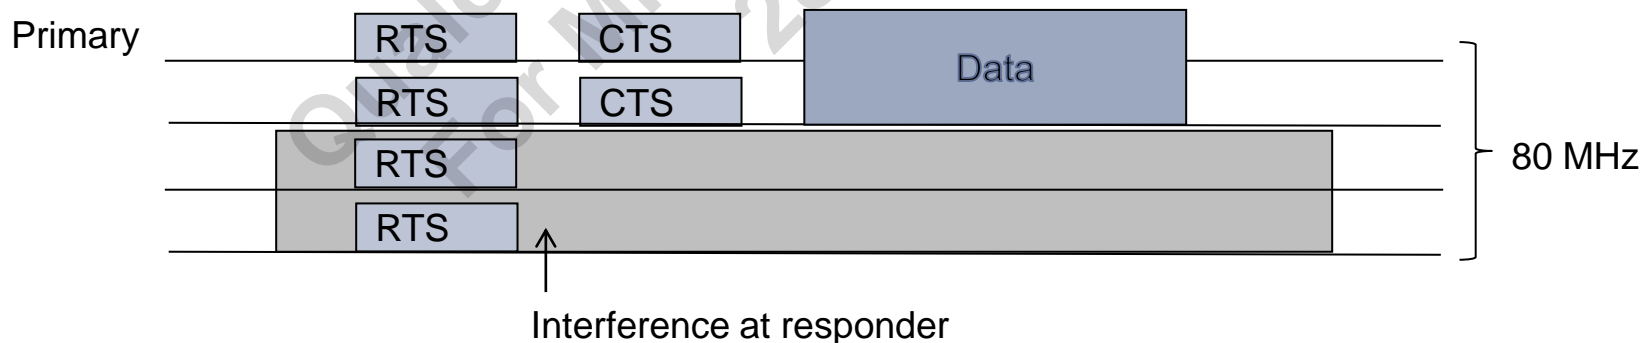 Primary
RTS CTS
Data
RTS CTS
RTS
80 MHz
RTS
Interference at responder